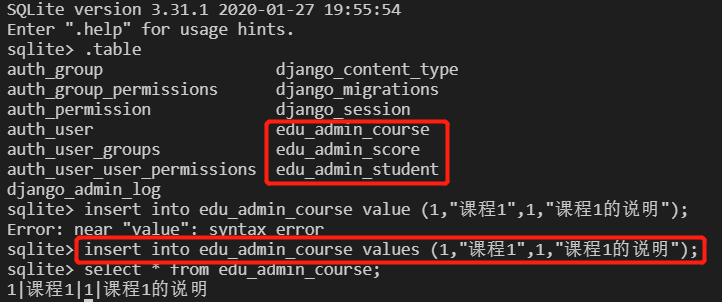 SQLite version 3.31.1 2020-01-27 19:55:54
Enter ".help" for usage hints.
sqlite> .table
auth_group                  django_content_type
auth_group_permissions      django_migrations
auth_permission             django_session
auth_user                   edu_admin_course
auth_user_groups            edu_admin_score
auth_user_user_permissions  edu_admin_student
django_admin_log
sqlite> insert into edu_admin_course value (1,"课程1",1,"课程1的说明");
Error: near "value": syntax error
sqlite> insert into edu_admin_course values (1,"课程1",1,"课程1的说明");
sqlite> select * from edu_admin_course;
1|课程1|1|课程1的说明